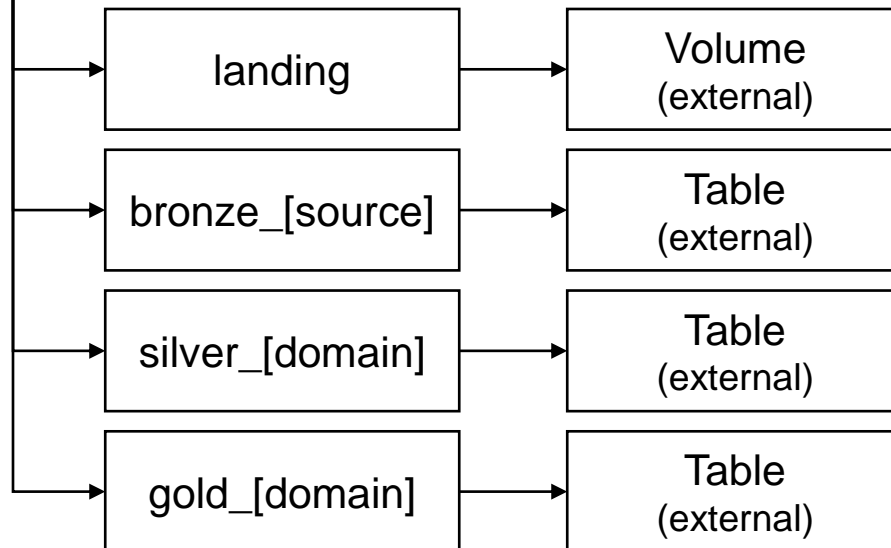 landing
Volume
(external)
bronze_[source]
Table
(external)
silver_[domain]
Table
(external)
gold_[domain]
Table
(external)